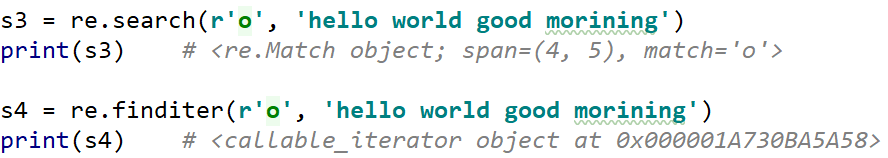 s3 = re.search(r'o', 'hello world good morining')
print(s3)    # <re.Match object; span=(4, 5), match='o'>
s4 = re.finditer(r'o', 'hello world good morining')
print(s4)    # <callable_iterator object at 0x000001A730BA5A58>